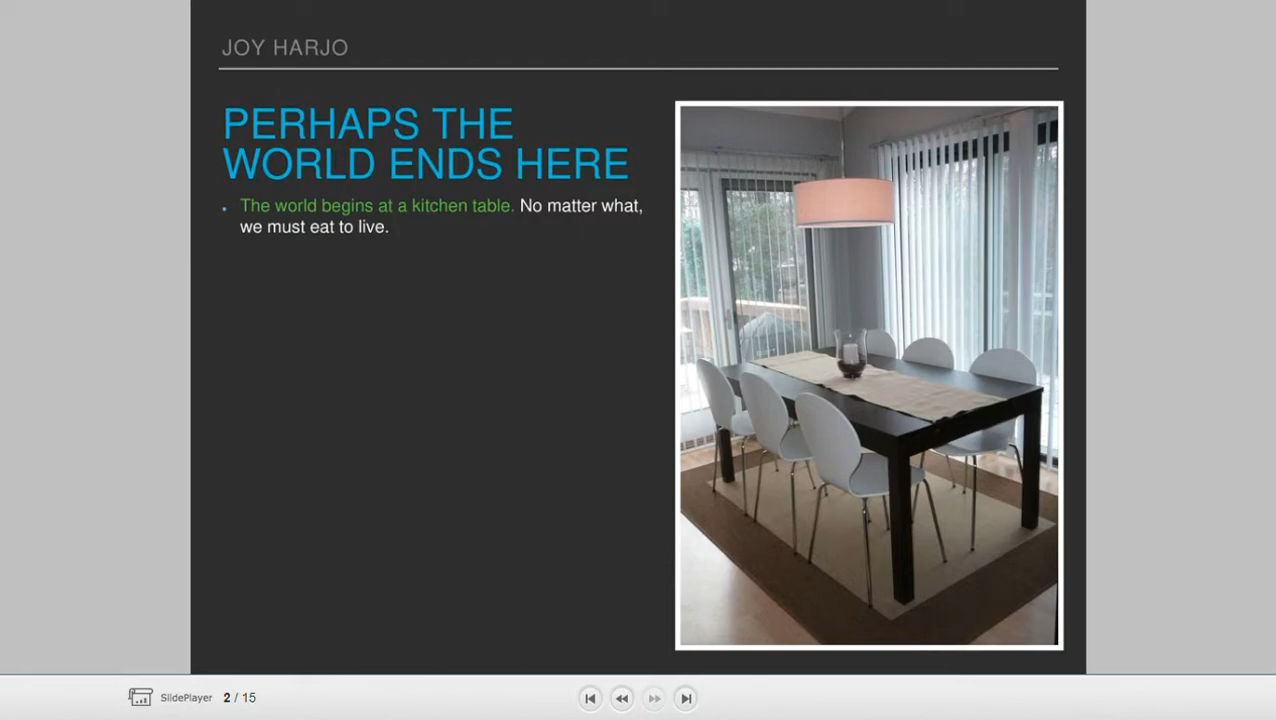 JOY HARJO
PERHAPS THE
WORLD ENDS HERE
• The world begins at a kitchen table. No matter what,
we must eat to live.
SlidePlayer 2 / 15